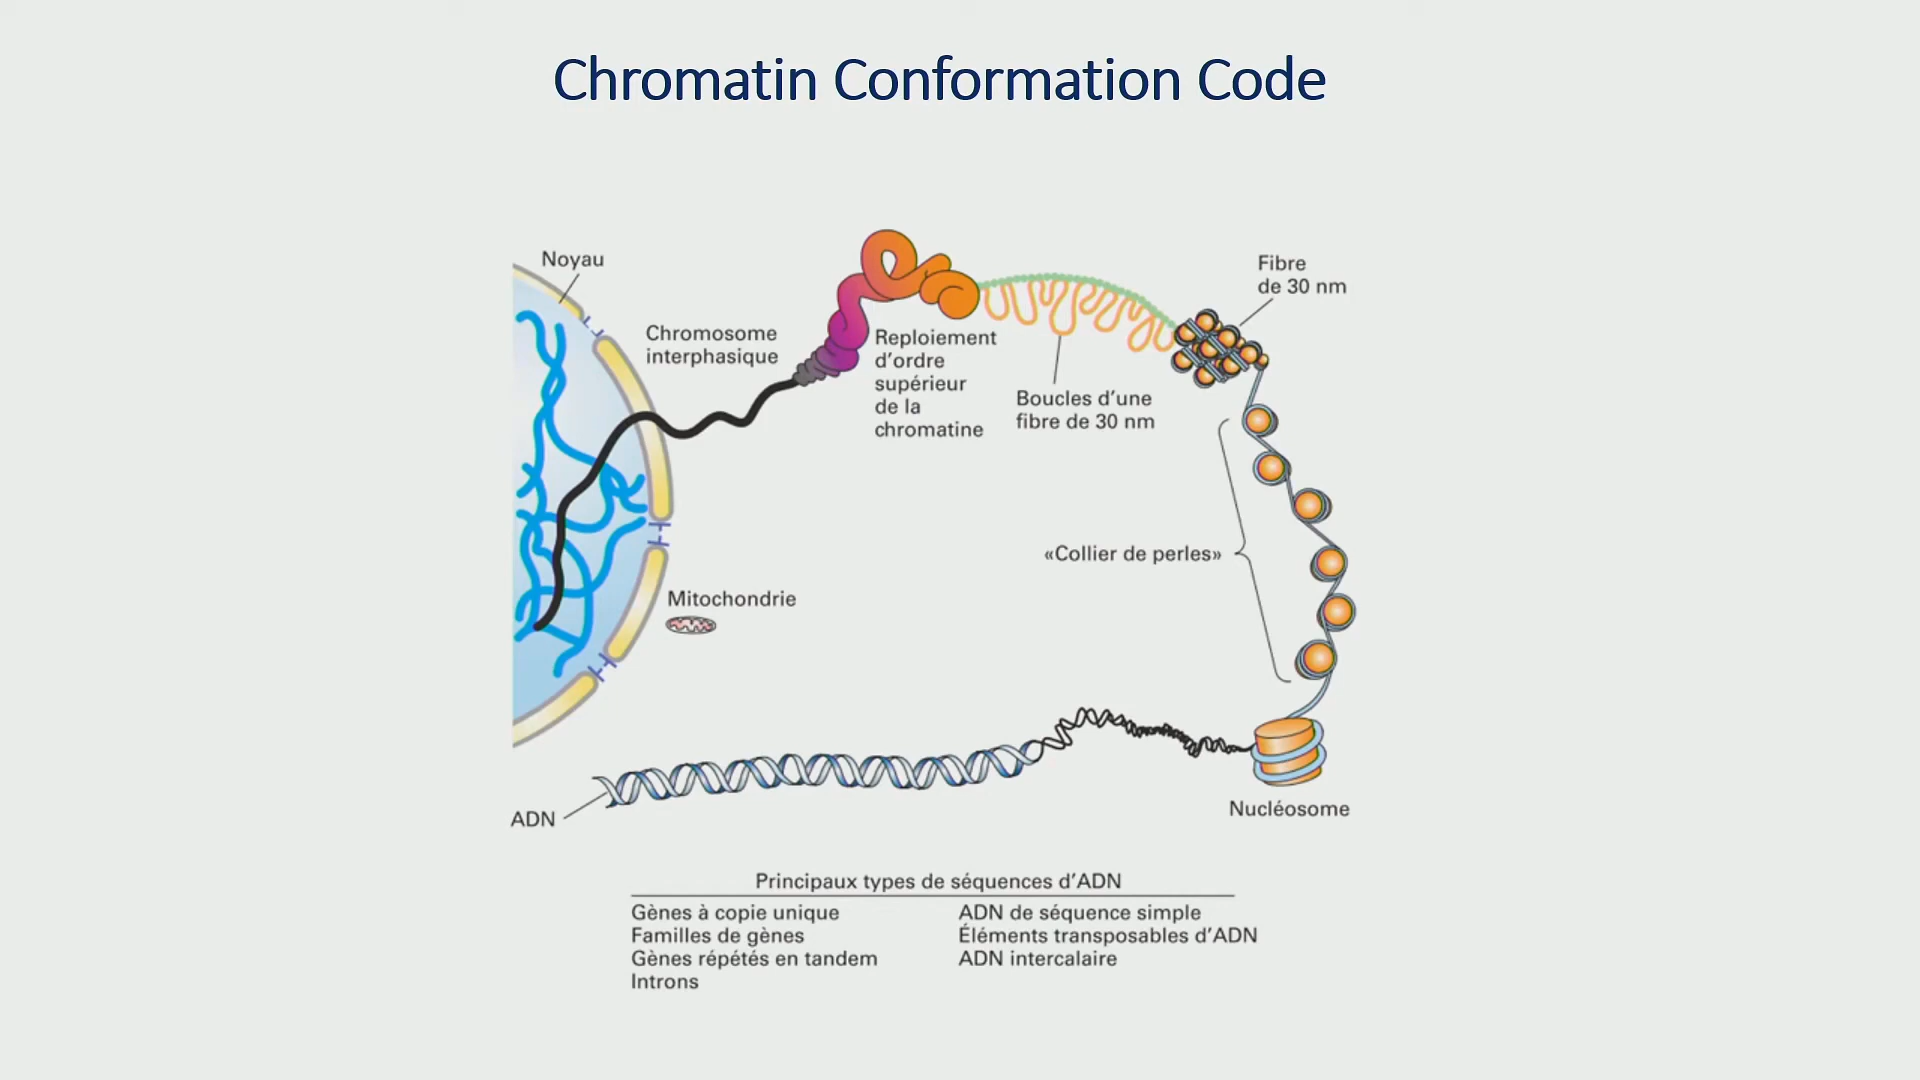 Chromatin Conformation Code
Noyau
Chromosome
interphasique
Reploiement
d'ordre
supérieur
de la
chromatine
Boucles d'une
fibre de 30 nm
Fibre
de 30 nm
«Collier de perles»
Mitochondrie
ADN
Nucléosome
Principaux types de séquences d'ADN
Gènes à copie unique
Familles de gènes
Gènes répétés en tandem
Introns
ADN de séquence simple
Éléments transposables d'ADN
ADN intercalaire